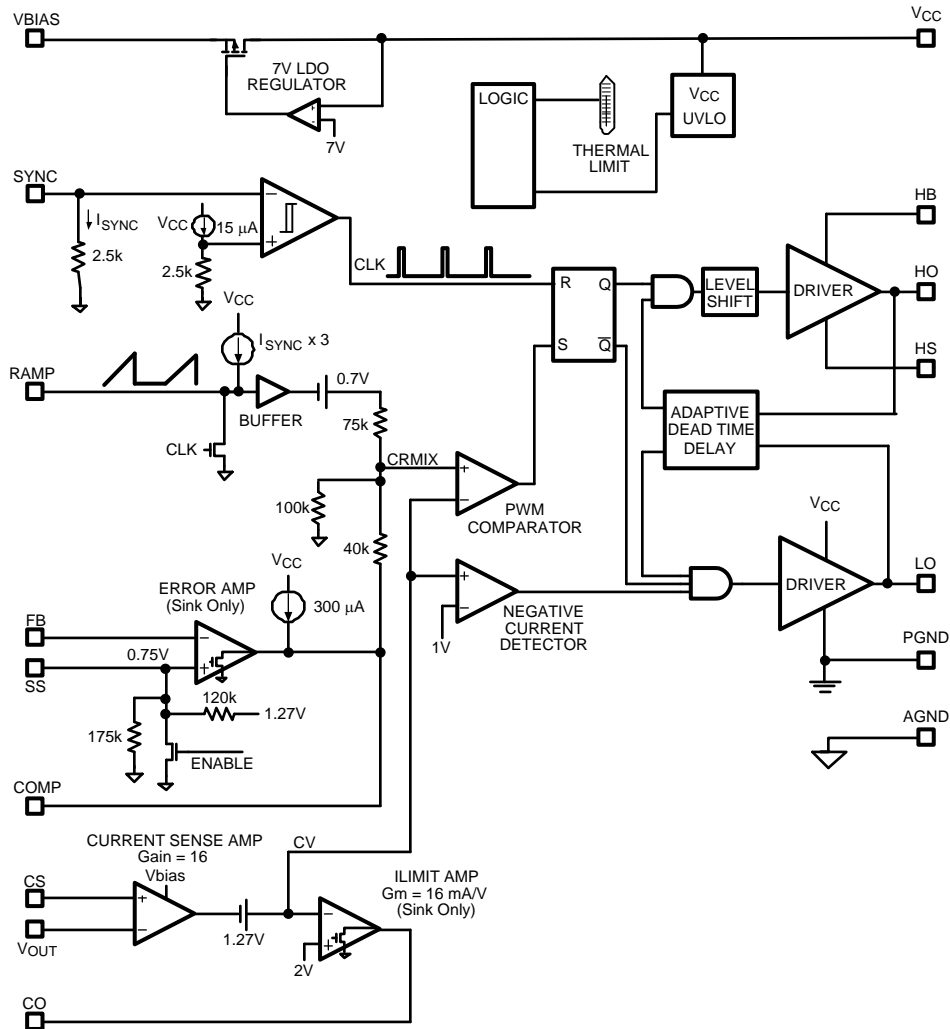 VBIAS
VCC
7V LDO
REGULATOR
+
-
7V
LOGIC
THERMAL
LIMIT
VCC
UVLO
SYNC
ISYNC
2.5k
VCC
15 µA
2.5k
−
+
CLK
R
Q
S
Q
LEVEL
SHIFT
DRIVER
HB
HO
HS
VCC
ISYNC x 3
RAMP
BUFFER
0.7V
75k
CLK
CRMIX
100k
40k
+
−
PWM
COMPARATOR
ADAPTIVE
DEAD TIME
DELAY
VCC
DRIVER
LO
PGND
AGND
VCC
300 µA
ERROR AMP
(Sink Only)
FB
SS
0.75V
−
+
120k
1.27V
175k
ENABLE
+
−
1V
NEGATIVE
CURRENT
DETECTOR
COMP
CURRENT SENSE AMP
Gain = 16
Vbias
CS
VOUT
+
−
1.27V
CV
ILIMIT AMP
Gm = 16 mA/V
(Sink Only)
−
+
2V
CO